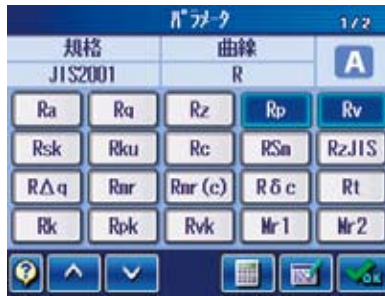 パラメータ 1/2
規格 曲線 A
JIS2001 R
Ra Rq Rz Rp Rv
Rsk Rku Rc RSm RzJIS
RΔq Rmr Rmr(c) Rδc Rt
Rk Rpk Rvk Mr1 Mr2
? OK